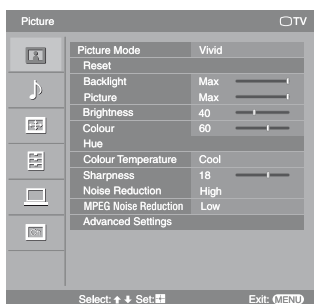 Picture TV
Picture Mode Vivid
Reset
Backlight Max
Picture Max
Brightness 40
Colour 60
Hue
Colour Temperature Cool
Sharpness 18
Noise Reduction High
MPEG Noise Reduction Low
Advanced Settings
Select: Set: Exit: MENU